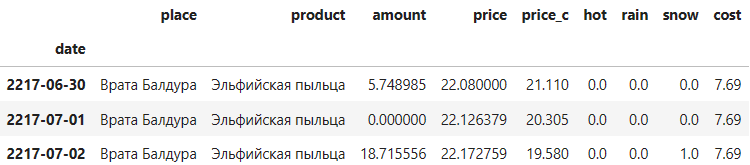 place product amount price price_c hot rain snow cost
date
2217-06-30 Врата Балдура Эльфийская пыльца 5.748985 22.080000 21.110 0.0 0.0 0.0 7.69
2217-07-01 Врата Балдура Эльфийская пыльца 0.000000 22.126379 20.305 0.0 0.0 0.0 7.69
2217-07-02 Врата Балдура Эльфийская пыльца 18.715556 22.172759 19.580 0.0 0.0 1.0 7.69